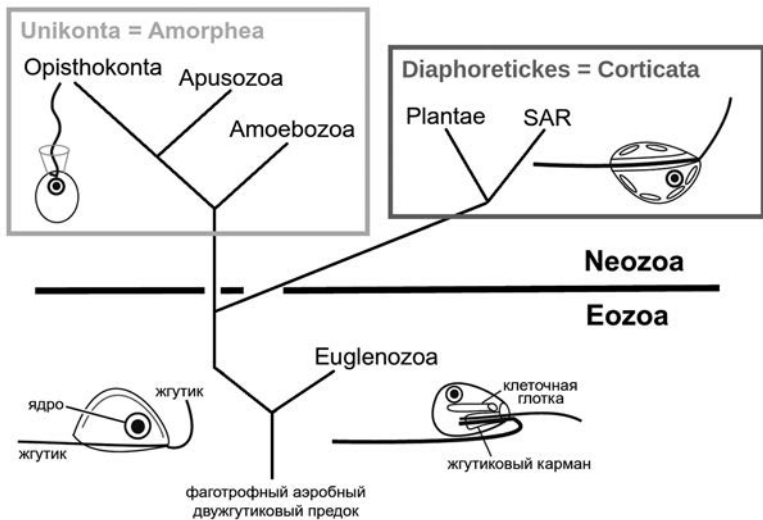 Unikonta = Amorphea
Opisthokonta
Apusozoa
Amoebozoa
Diaphoretickes = Corticata
Plantae
SAR
Neozoa
Eozoa
Euglenozoa
жгутик
ядро
жгутик
клеточная
глотка
жгутиковый карман
фаготрофный аэробный
двужгутиковый предок